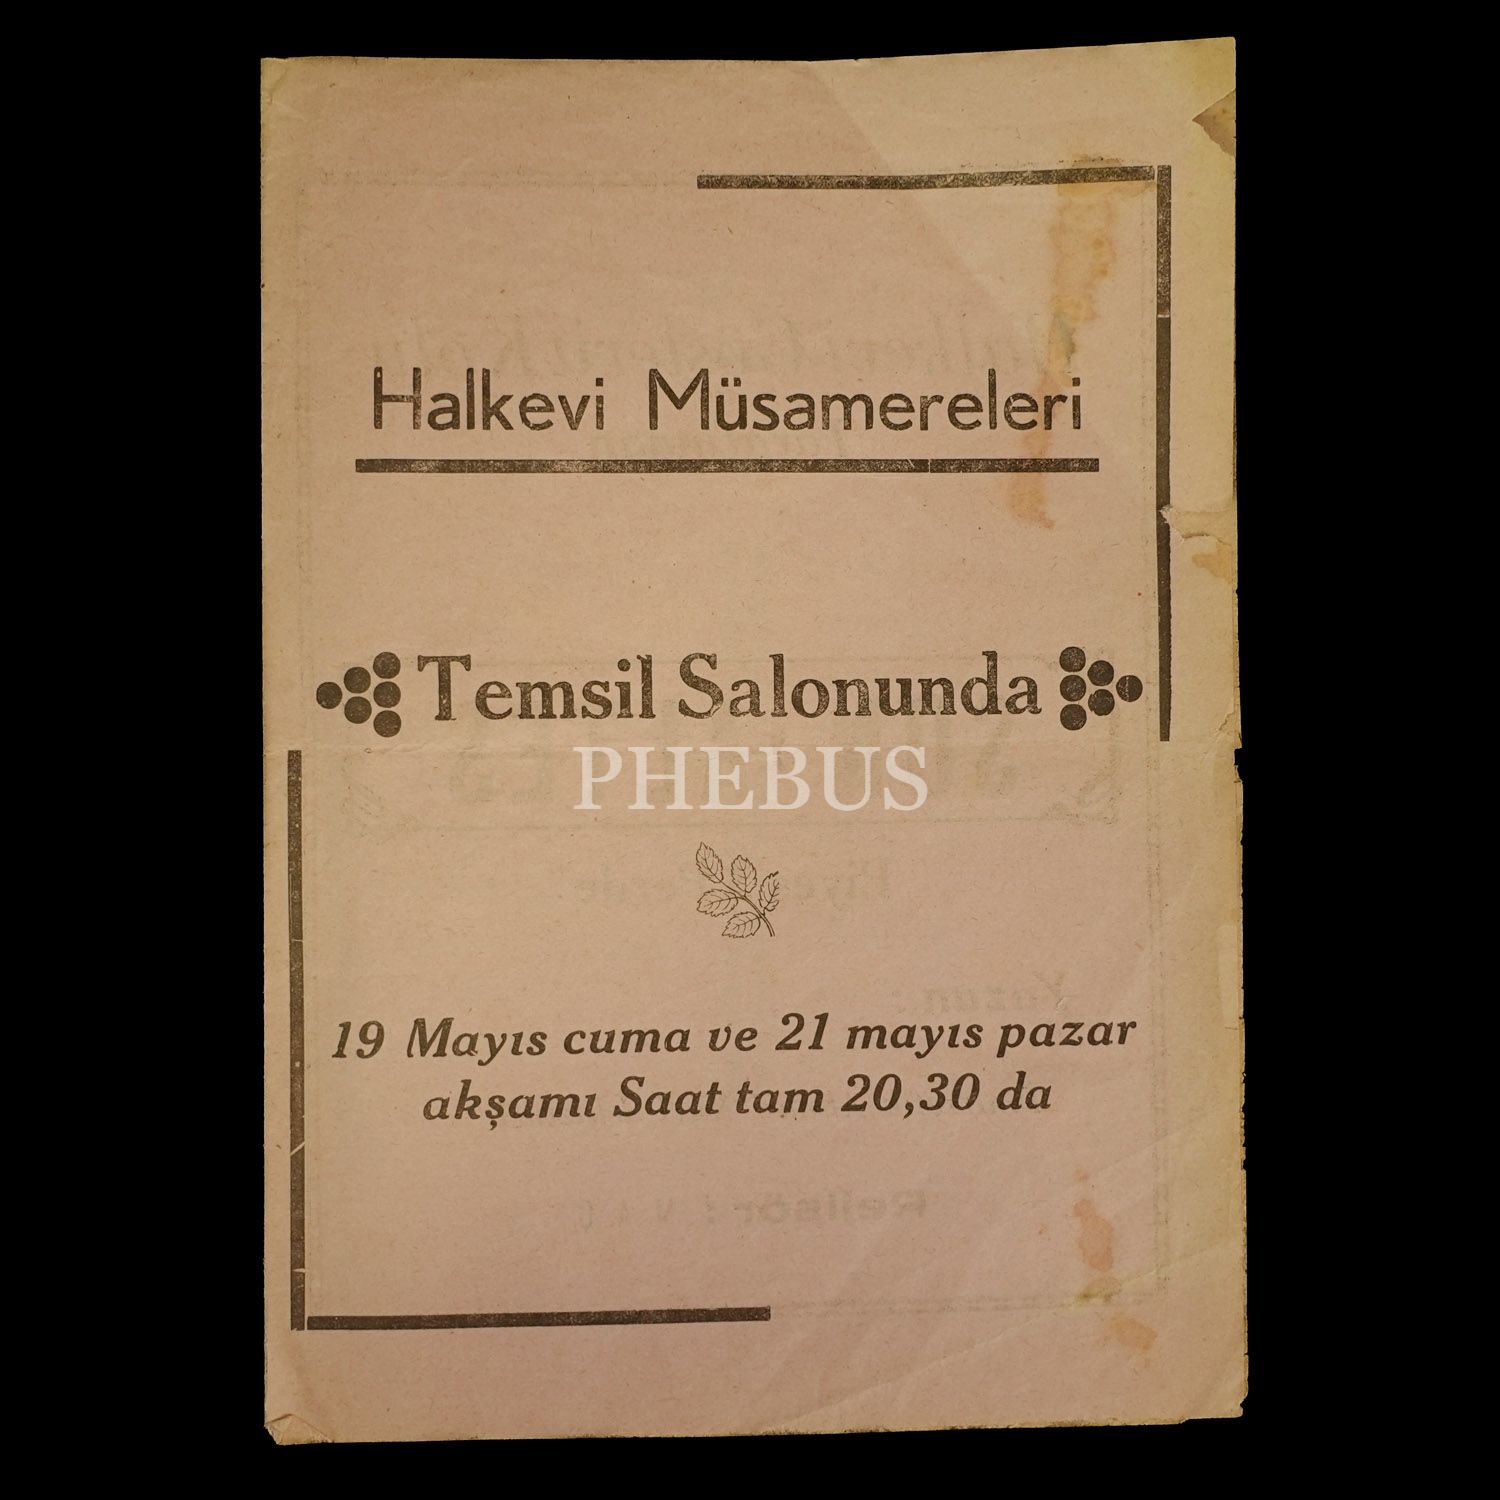 Halkevi Müsamereleri
Temsil Salonunda
PHEBUS
19 Mayıs cuma ve 21 mayıs pazar
akşamı Saat tam 20,30 da